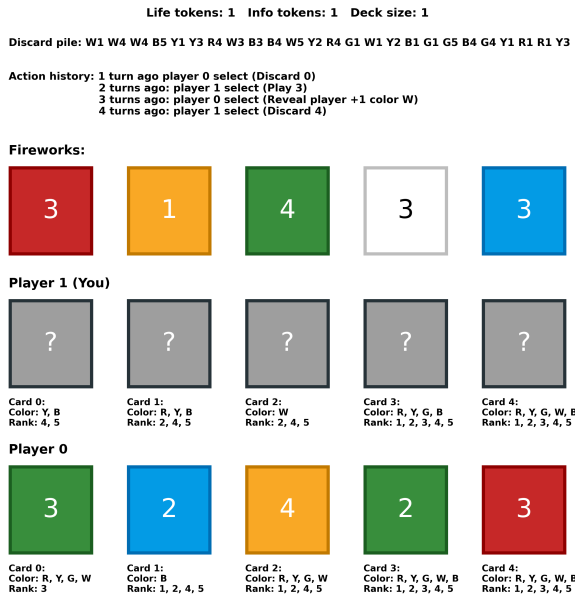 Life tokens: 1   Info tokens: 1   Deck size: 1
Discard pile: W1 W4 W4 B5 Y1 Y3 R4 W3 B3 B4 W5 Y2 R4 G1 W1 Y2 B1 G1 G5 B4 G4 Y1 R1 R1 Y3
Action history: 1 turn ago player 0 select (Discard 0)
2 turns ago: player 1 select (Play 3)
3 turns ago: player 0 select (Reveal player +1 color W)
4 turns ago: player 1 select (Discard 4)
Fireworks:
3 1 4 3 3
Player 1 (You)
? ? ? ? ?
Card 0: Card 1: Card 2: Card 3: Card 4:
Color: Y, B Color: R, Y, B Color: W Color: R, Y, G, B Color: R, Y, G, W, B
Rank: 4, 5 Rank: 2, 4, 5 Rank: 2, 4, 5 Rank: 1, 2, 3, 4, 5 Rank: 1, 2, 3, 4, 5
Player 0
3 2 4 2 3
Card 0: Card 1: Card 2: Card 3: Card 4:
Color: R, Y, G, W Color: B Color: R, Y, G, W Color: R, Y, G, W, B Color: R, Y, G, W, B
Rank: 3 Rank: 1, 2, 4, 5 Rank: 1, 2, 4, 5 Rank: 1, 2, 4, 5 Rank: 1, 2, 3, 4, 5